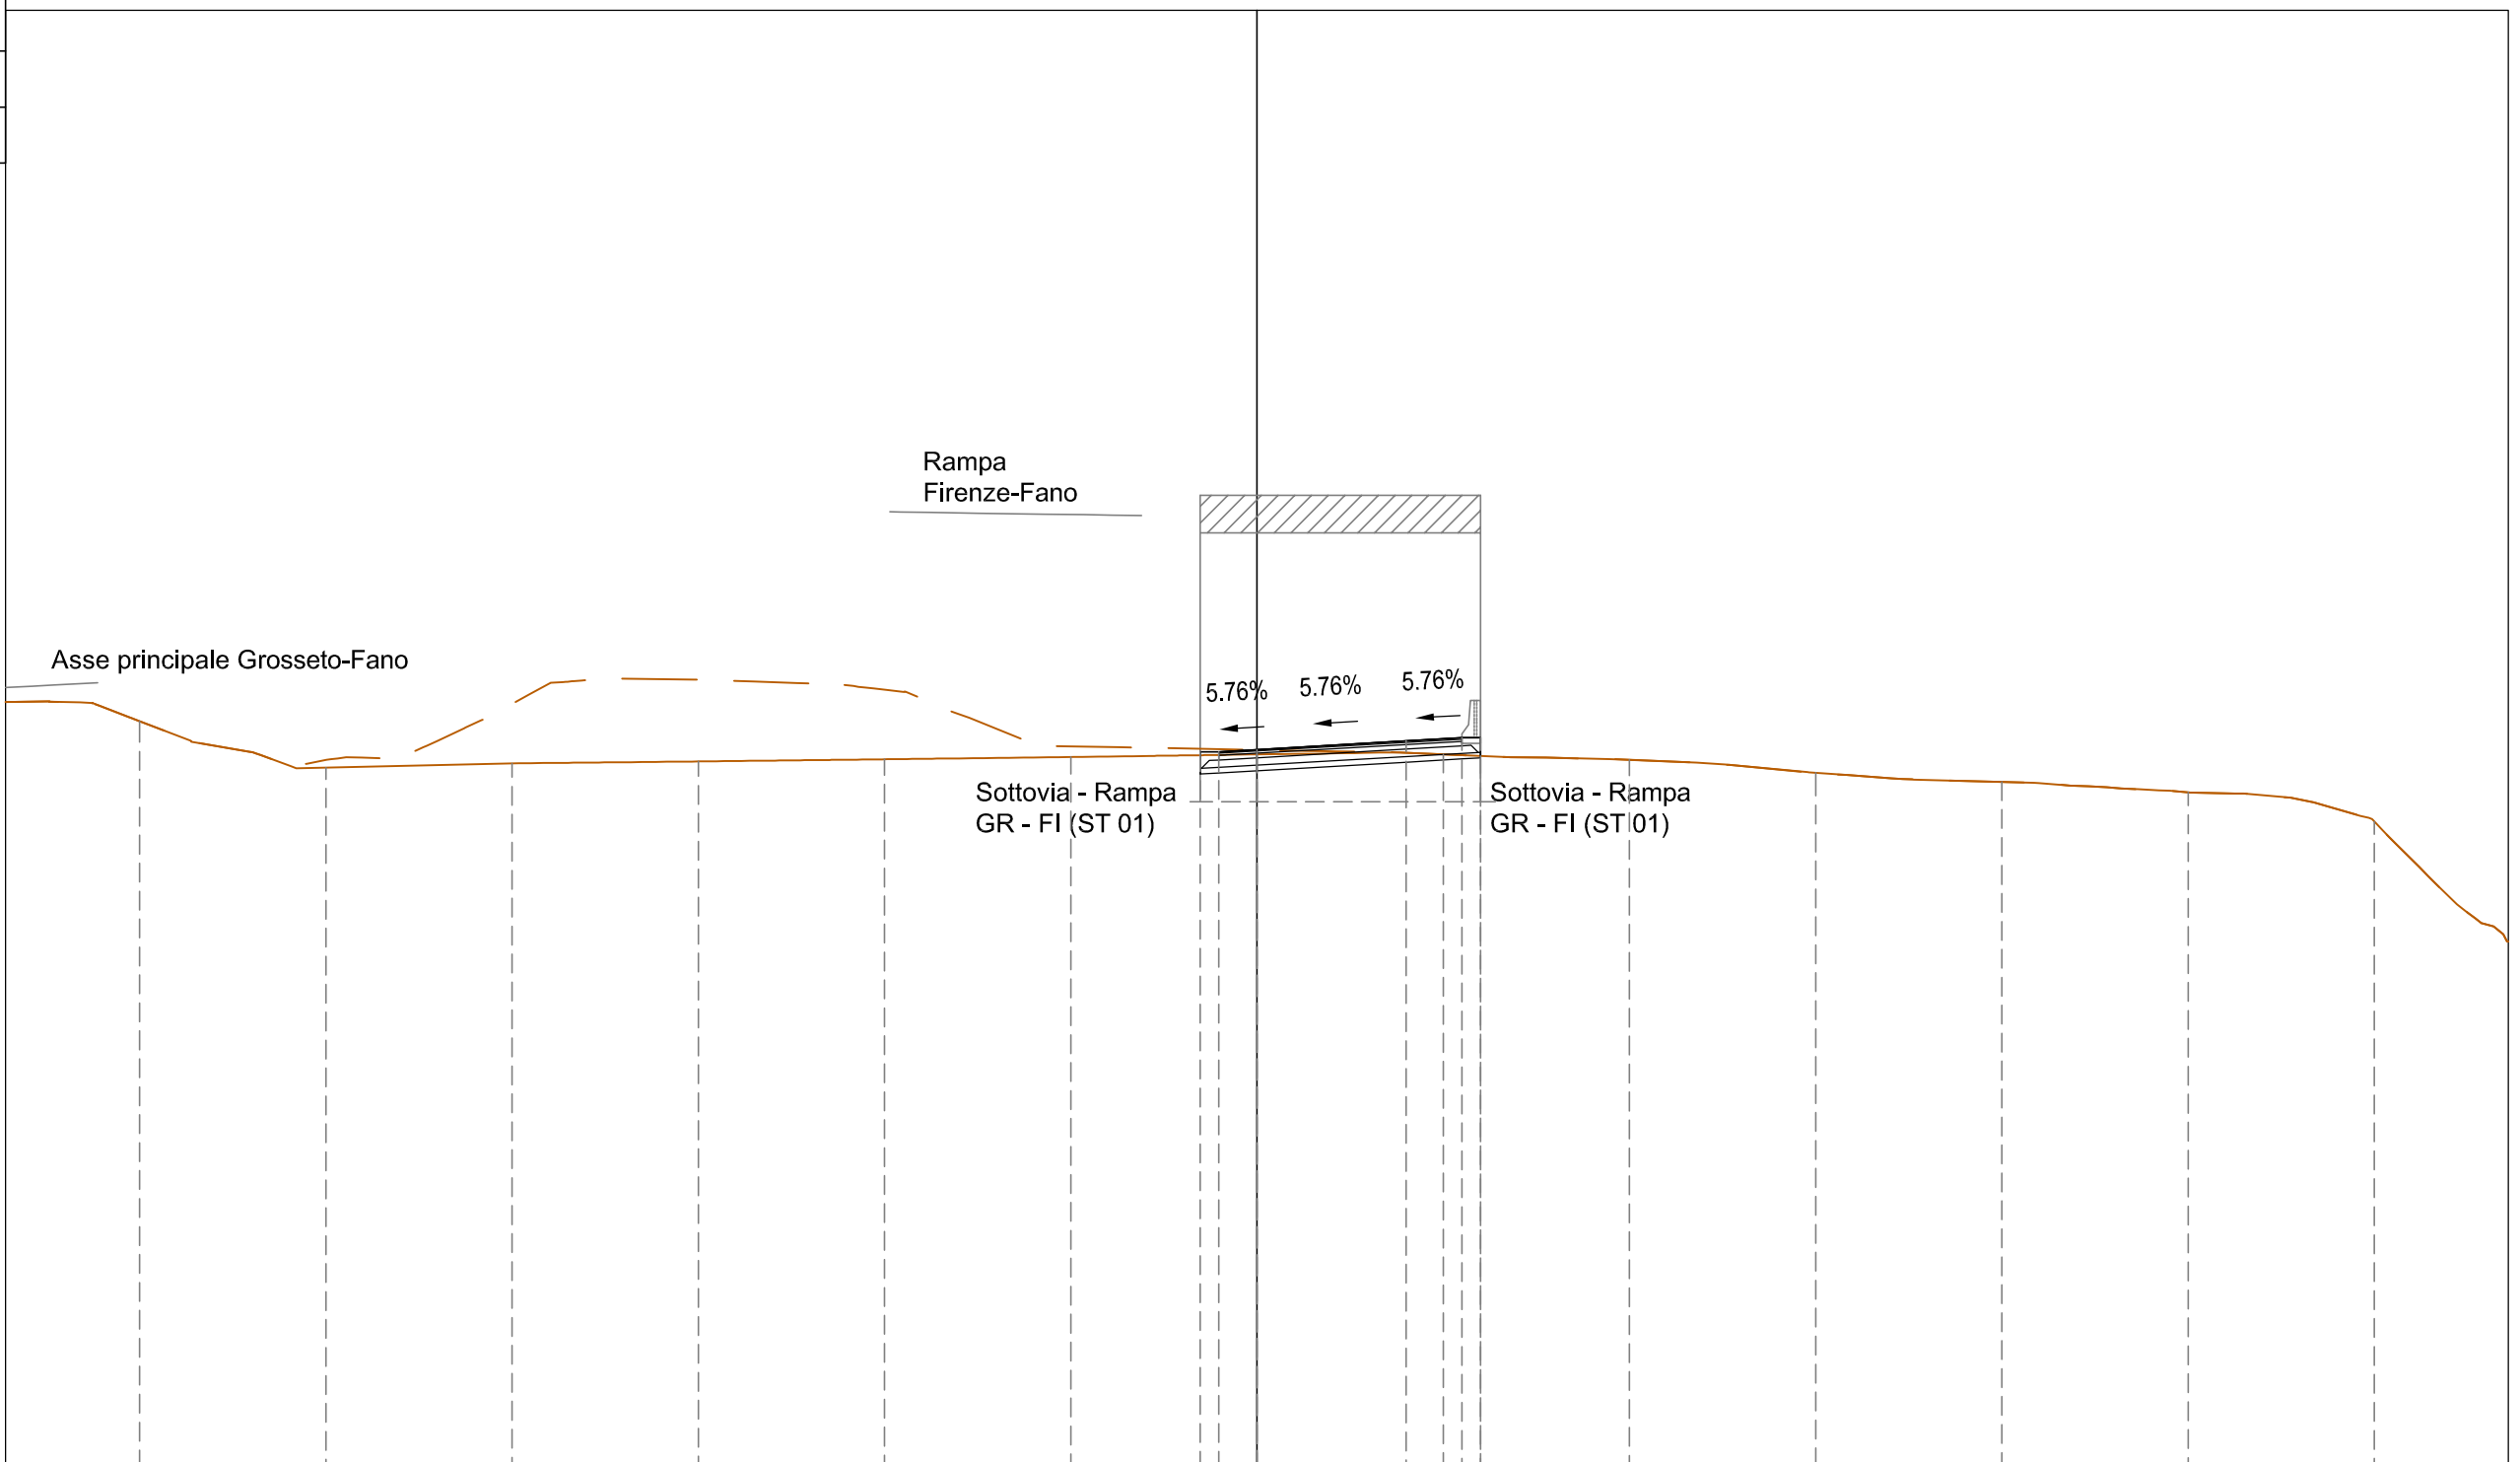 Rampa
Firenze-Fano
Asse principale Grosseto-Fano
5.76% 5.76% 5.76%
Sottovia - Rampa
GR - FI (ST 01)
Sottovia - Rampa
GR - FI (ST 01)